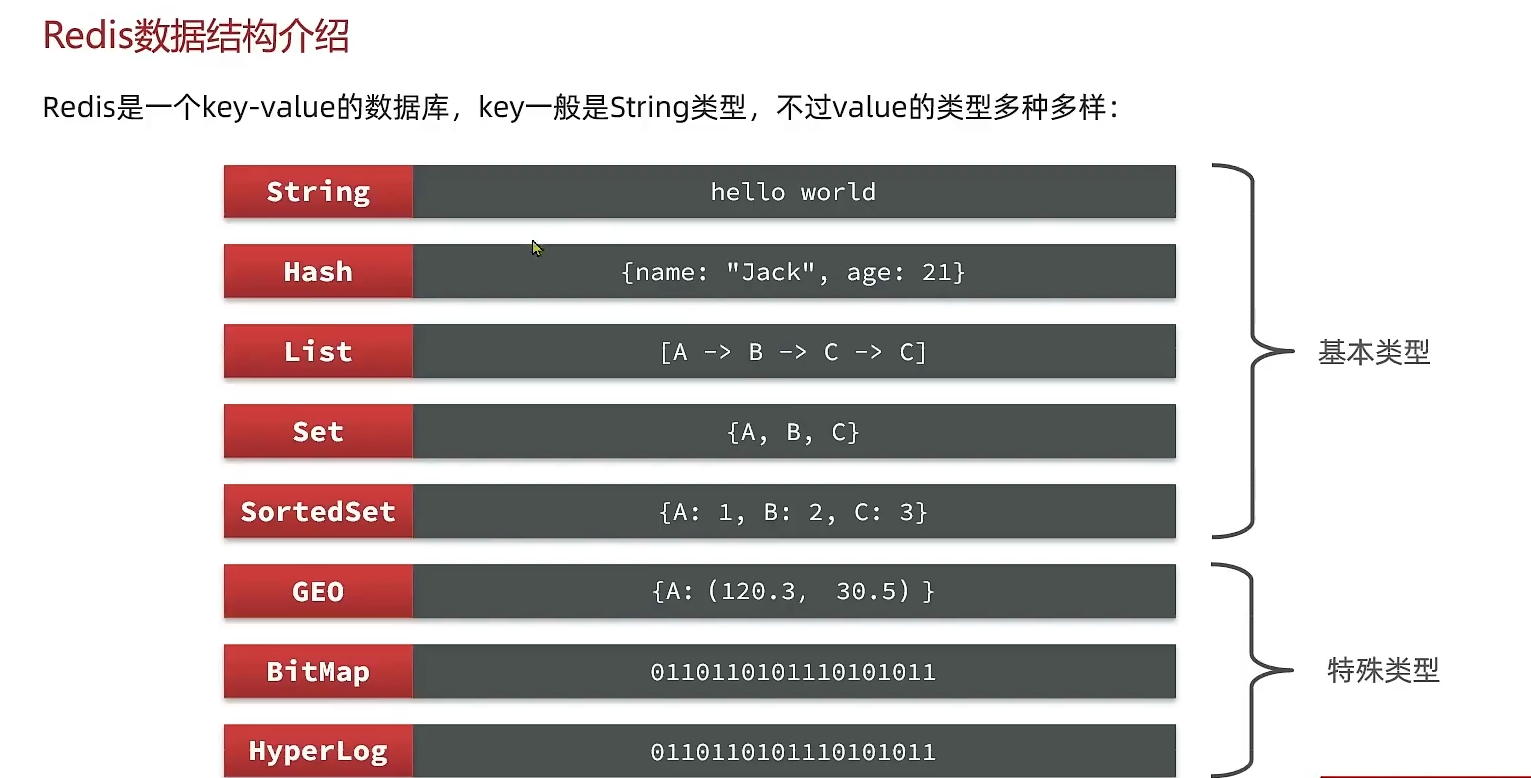 Redis数据结构介绍
Redis是一个key-value的数据库，key一般是String类型，不过value的类型多种多样：
String hello world
Hash {name: "Jack", age: 21}
List [A -> B -> C -> C]
基本类型
Set {A, B, C}
SortedSet {A: 1, B: 2, C: 3}
GEO {A: (120.3, 30.5) }
BitMap 0110110101110101011
特殊类型
HyperLog 0110110101110101011